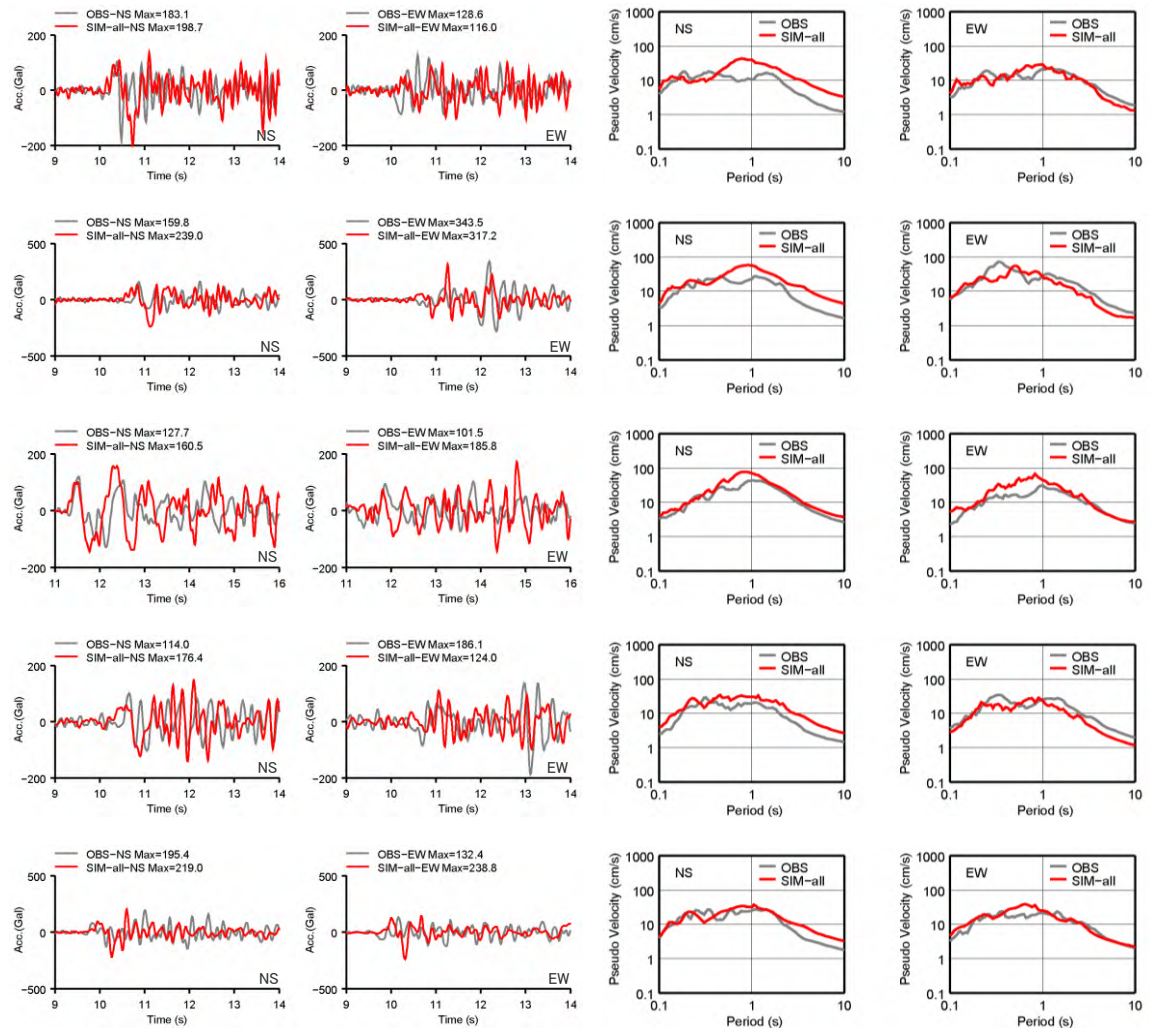 OBS-NS Max=183.1
SIM-all-NS Max=198.7
200
0
-200
Acc.(Gal)
NS
9 10 11 12 13 14
Time (s)
OBS-EW Max=128.6
SIM-all-EW Max=116.0
200
0
-200
Acc.(Gal)
EW
9 10 11 12 13 14
Time (s)
NS
OBS
SIM-all
1000
100
10
1
0.1
Pseudo Velocity (cm/s)
0.1 1 10
Period (s)
EW
OBS
SIM-all
1000
100
10
1
0.1
Pseudo Velocity (cm/s)
0.1 1 10
Period (s)
OBS-NS Max=159.8
SIM-all-NS Max=239.0
500
0
-500
Acc.(Gal)
NS
9 10 11 12 13 14
Time (s)
OBS-EW Max=343.5
SIM-all-EW Max=317.2
500
0
-500
Acc.(Gal)
EW
9 10 11 12 13 14
Time (s)
NS
OBS
SIM-all
1000
100
10
1
0.1
Pseudo Velocity (cm/s)
0.1 1 10
Period (s)
EW
OBS
SIM-all
1000
100
10
1
0.1
Pseudo Velocity (cm/s)
0.1 1 10
Period (s)
OBS-NS Max=127.7
SIM-all-NS Max=160.5
200
0
-200
Acc.(Gal)
NS
11 12 13 14 15 16
Time (s)
OBS-EW Max=101.5
SIM-all-EW Max=185.8
200
0
-200
Acc.(Gal)
EW
11 12 13 14 15 16
Time (s)
NS
OBS
SIM-all
1000
100
10
1
0.1
Pseudo Velocity (cm/s)
0.1 1 10
Period (s)
EW
OBS
SIM-all
1000
100
10
1
0.1
Pseudo Velocity (cm/s)
0.1 1 10
Period (s)
OBS-NS Max=114.0
SIM-all-NS Max=176.4
200
0
-200
Acc.(Gal)
NS
9 10 11 12 13 14
Time (s)
OBS-EW Max=186.1
SIM-all-EW Max=124.0
200
0
-200
Acc.(Gal)
EW
9 10 11 12 13 14
Time (s)
NS
OBS
SIM-all
1000
100
10
1
0.1
Pseudo Velocity (cm/s)
0.1 1 10
Period (s)
EW
OBS
SIM-all
1000
100
10
1
0.1
Pseudo Velocity (cm/s)
0.1 1 10
Period (s)
OBS-NS Max=195.4
SIM-all-NS Max=219.0
500
0
-500
Acc.(Gal)
NS
9 10 11 12 13 14
Time (s)
OBS-EW Max=132.4
SIM-all-EW Max=238.8
500
0
-500
Acc.(Gal)
EW
9 10 11 12 13 14
Time (s)
NS
OBS
SIM-all
1000
100
10
1
0.1
Pseudo Velocity (cm/s)
0.1 1 10
Period (s)
EW
OBS
SIM-all
1000
100
10
1
0.1
Pseudo Velocity (cm/s)
0.1 1 10
Period (s)